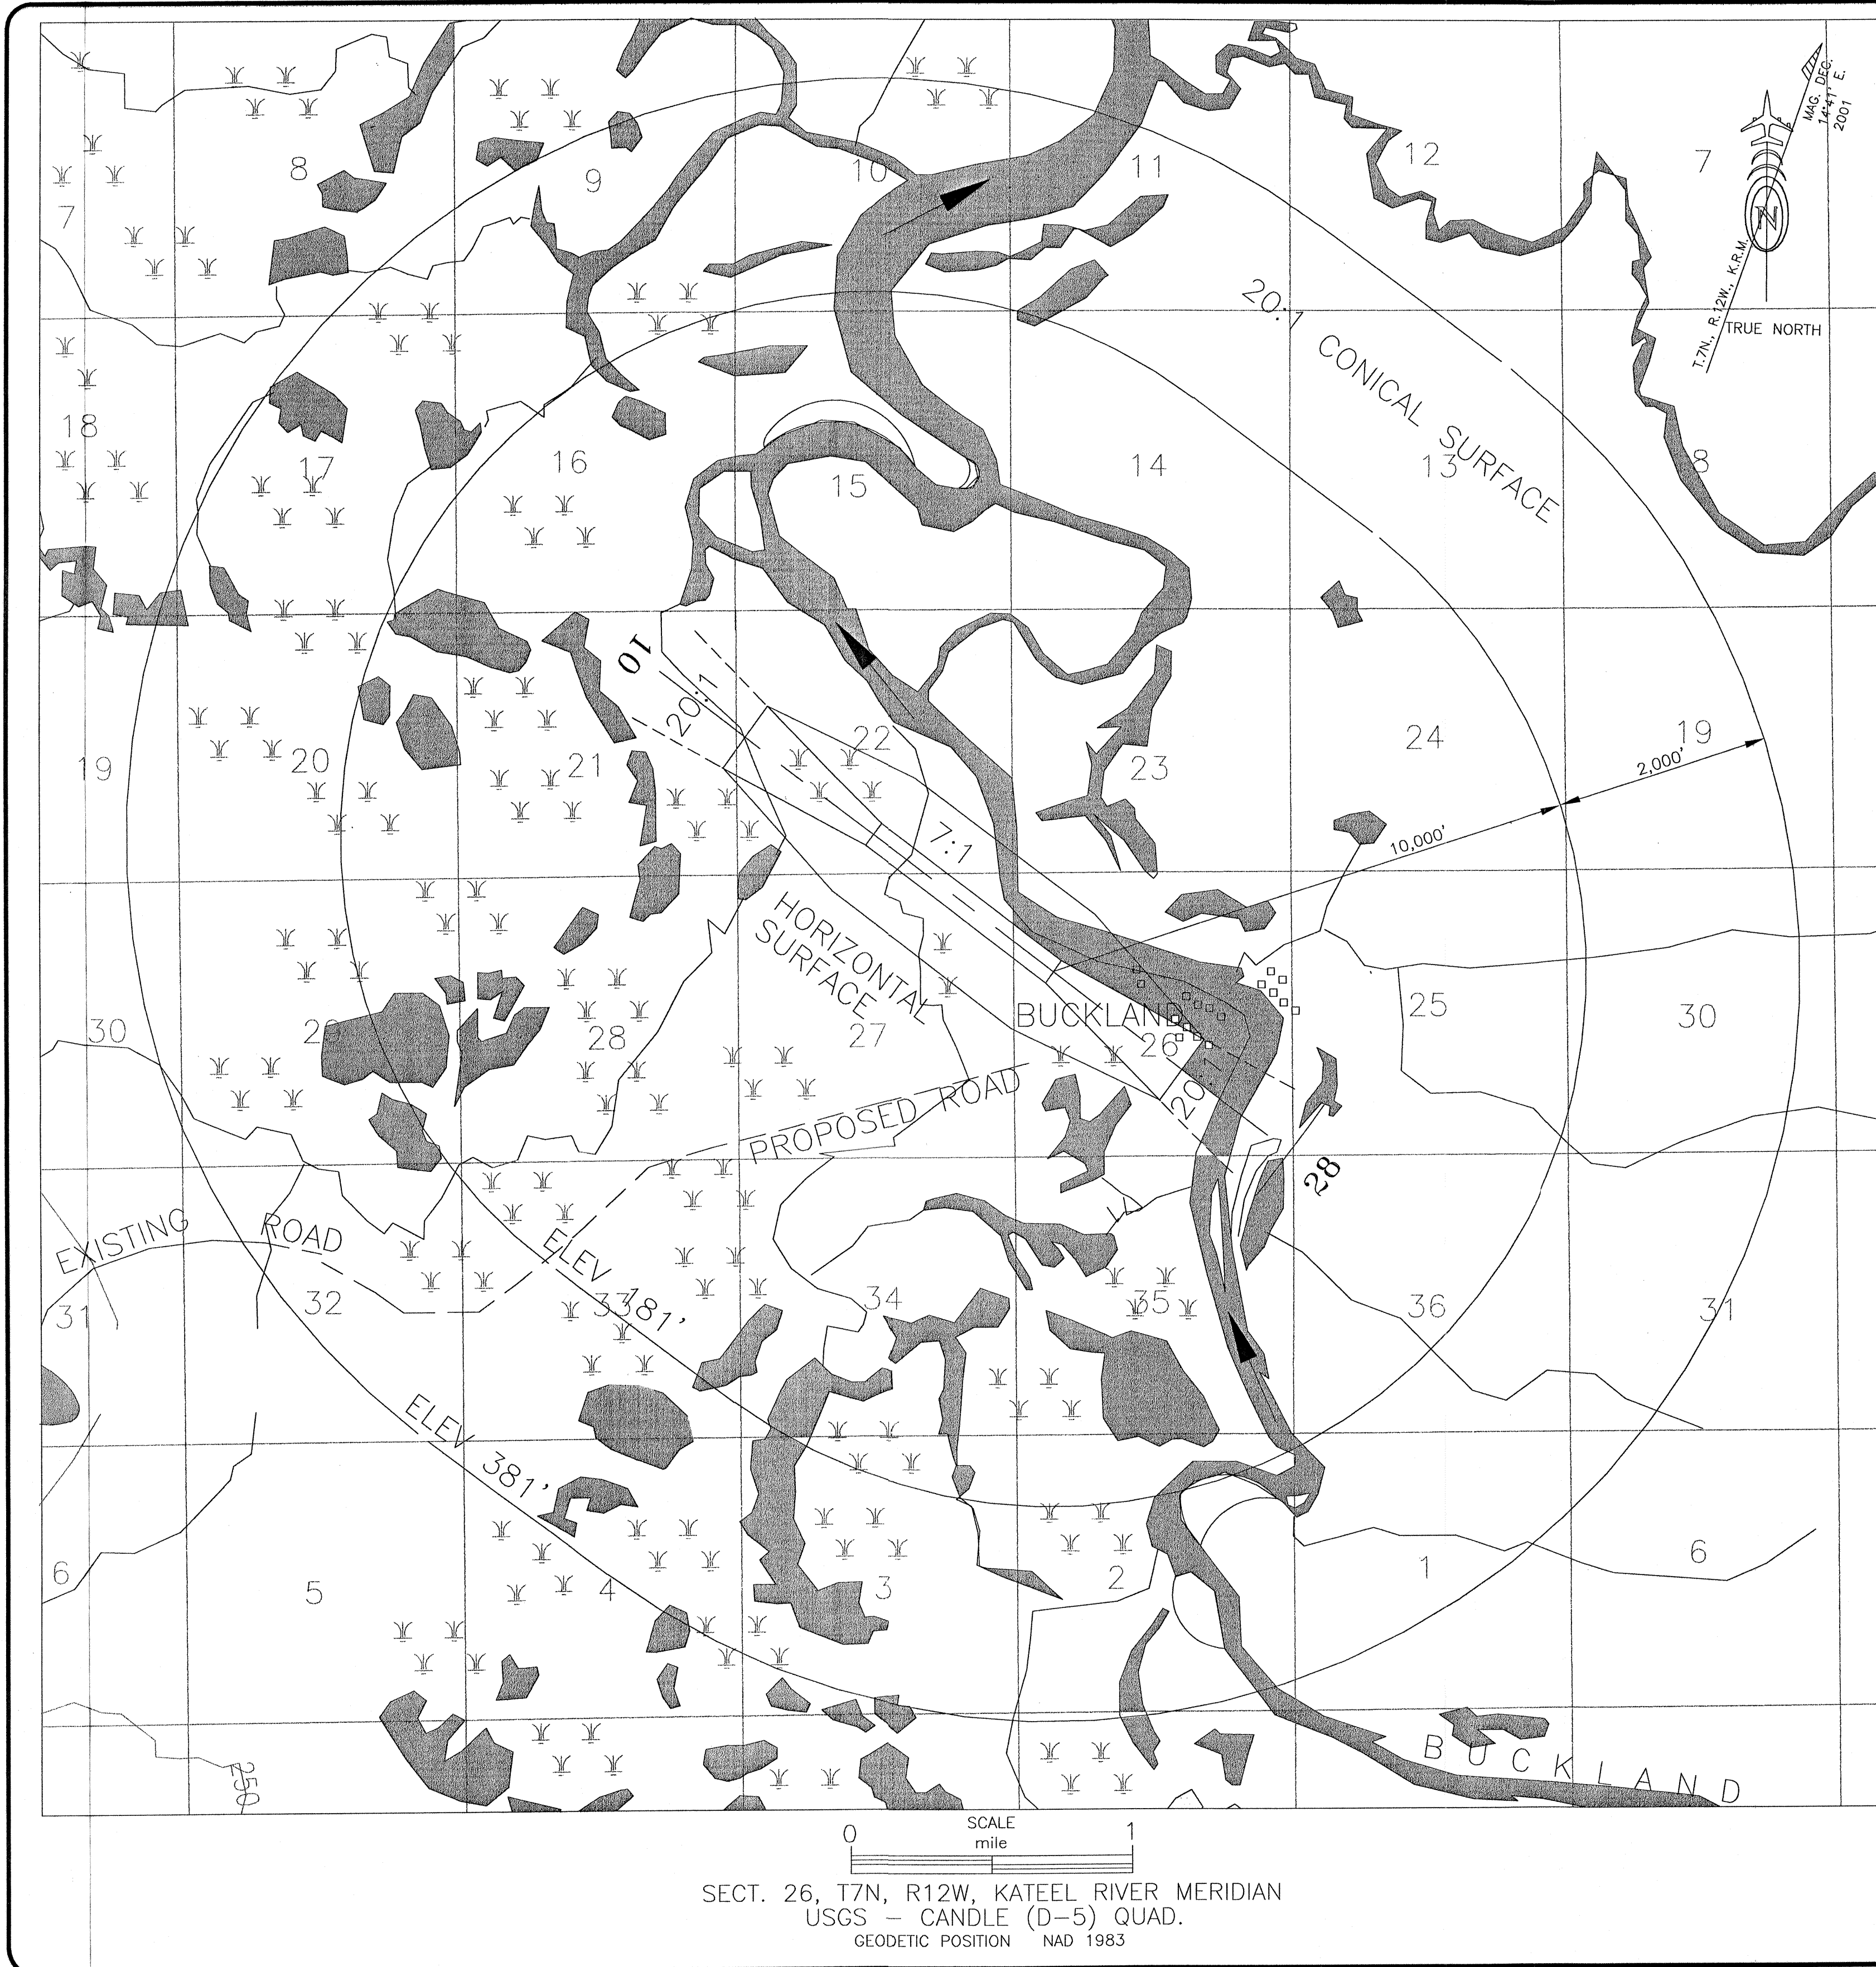 MAG. DEC.
14°41' E.
2001
N
T.7N., R.12W., K.R.M.
TRUE NORTH
7
8
9
10
11
12
7
20:1 CONICAL SURFACE
18
17
16
15
14
13
8
10
20:1
19
20
21
22
23
24
19
2,000'
10,000'
7:1
HORIZONTAL
SURFACE
BUCKLAND
30
29
28
27
26
25
30
20:1
PROPOSED ROAD
28
EXISTING ROAD
ELEV 181'
31
32
33
34
35
36
31
ELEV 381'
6
5
4
3
2
1
6
250
BUCKLAND
SCALE
0 mile 1
SECT. 26, T7N, R12W, KATEEL RIVER MERIDIAN
USGS – CANDLE (D–5) QUAD.
GEODETIC POSITION NAD 1983